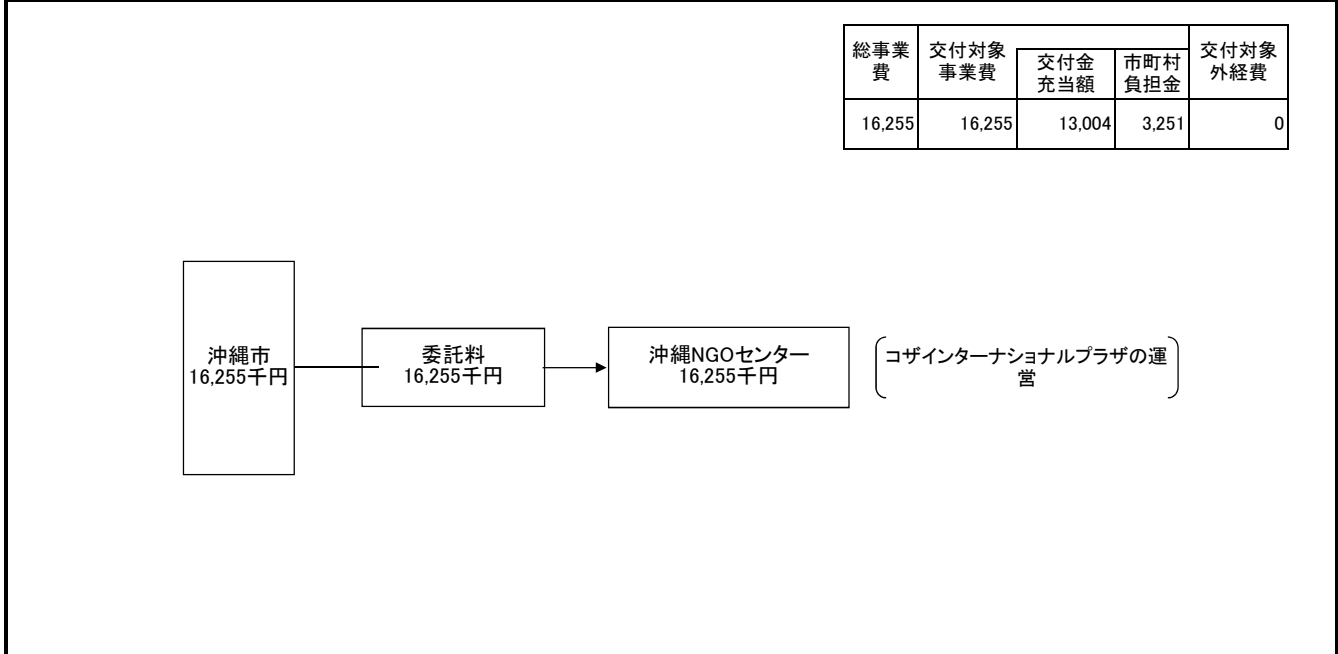 総事業
費
交付対象
事業費
交付金
充当額
市町村
負担金
交付対象
外経費
16,255
16,255
13,004
3,251
0
沖縄市
16,255千円
委託料
16,255千円
沖縄NGOセンター
16,255千円
コザインターナショナルプラザの運
営